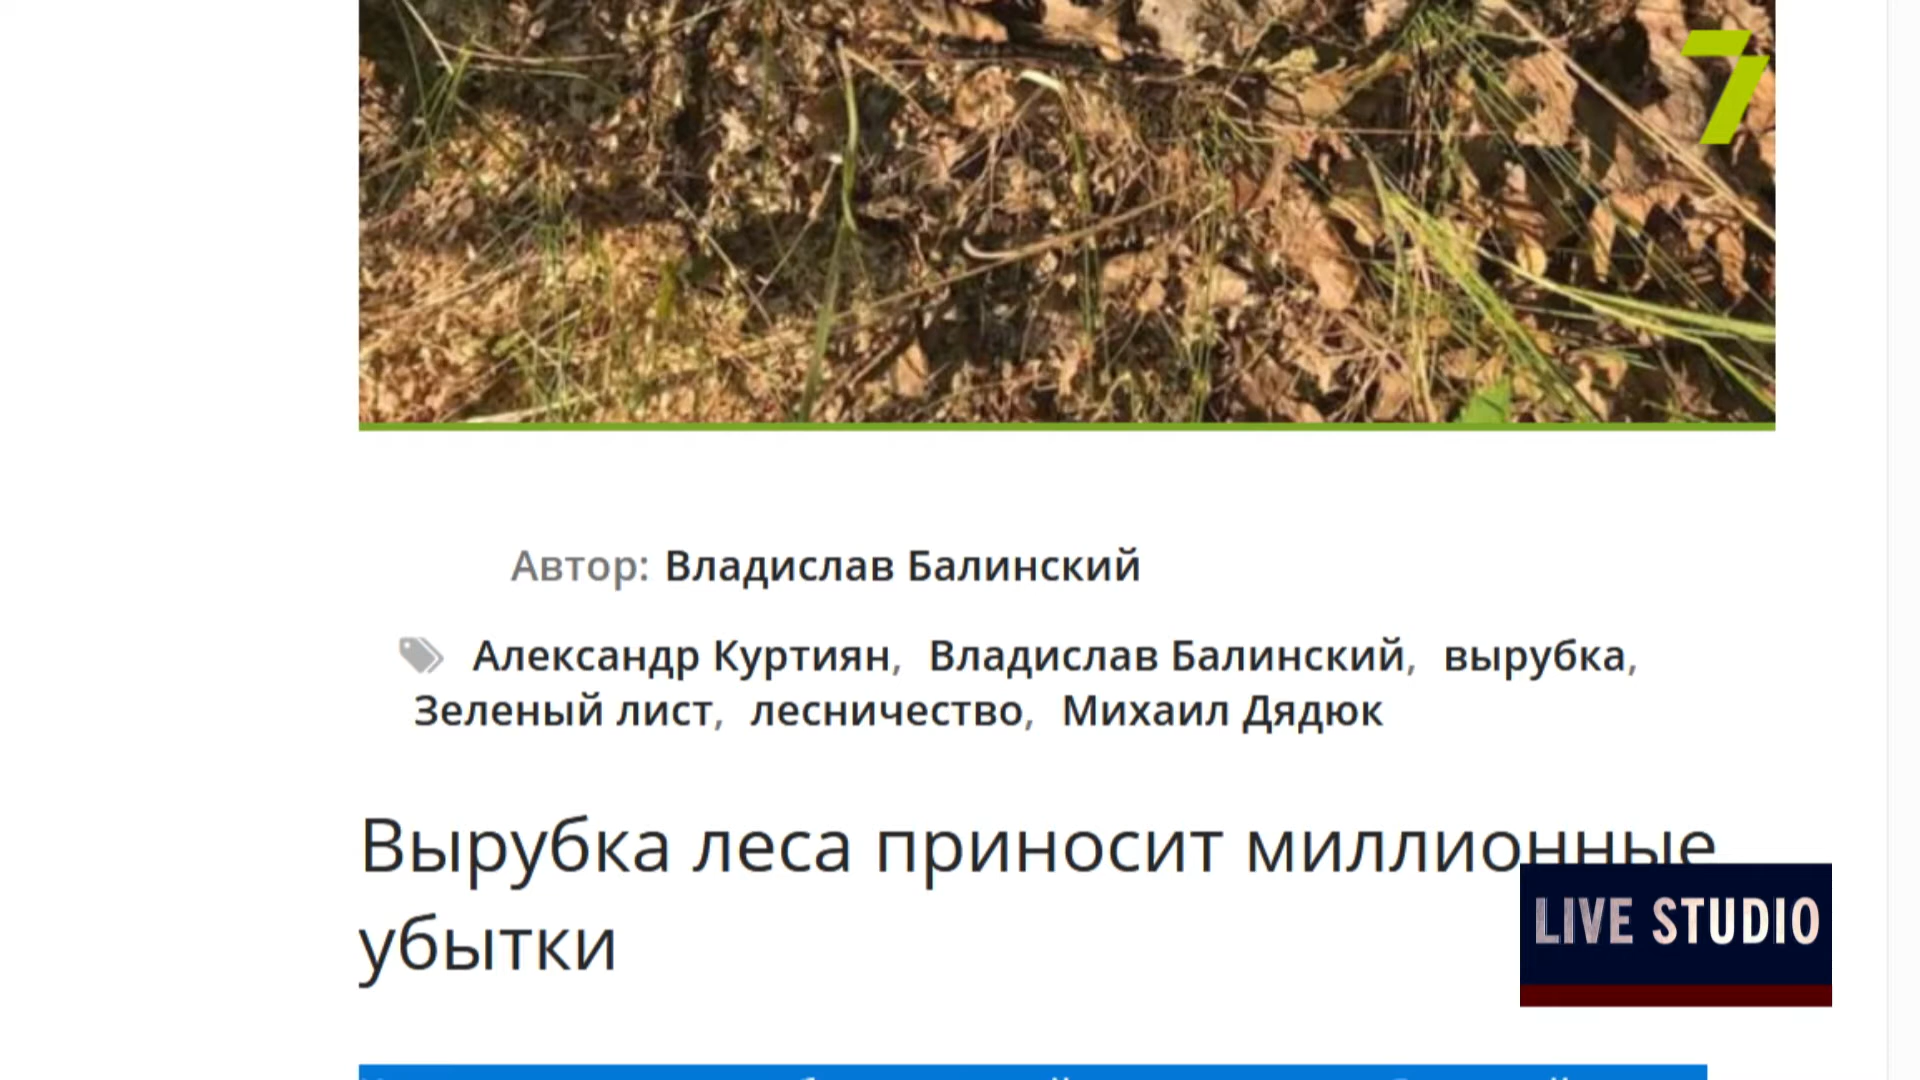 7
Автор: Владислав Балинский
Александр Куртиян, Владислав Балинский, вырубка,
Зеленый лист, лесничество, Михаил Дядюк
Вырубка леса приносит миллионные
убытки
LIVE STUDIO